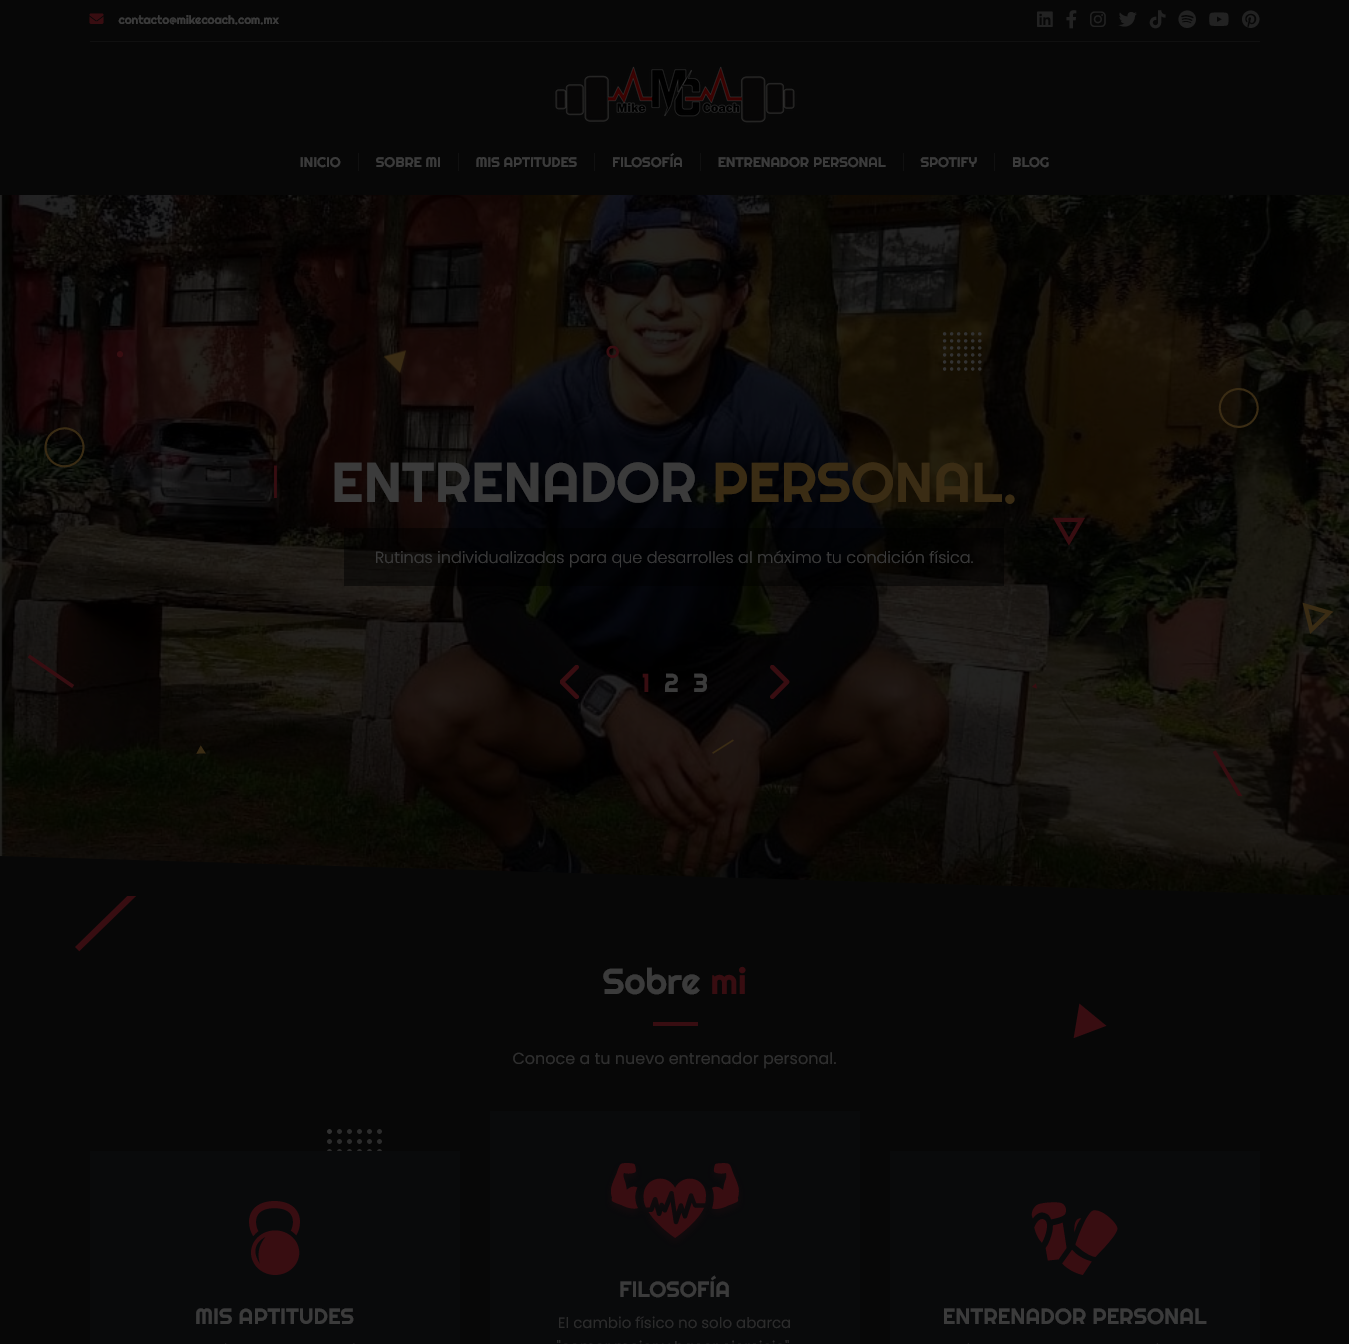 contacto@mikecoach.com.mx
Mike MC Coach
INICIO SOBRE MI MIS APTITUDES FILOSOFÍA ENTRENADOR PERSONAL SPOTIFY BLOG
ENTRENADOR PERSONAL.
Rutinas individualizadas para que desarrolles al máximo tu condición física.
1 2 3
Sobre mi
Conoce a tu nuevo entrenador personal.
MIS APTITUDES
FILOSOFÍA
El cambio físico no solo abarca
ENTRENADOR PERSONAL